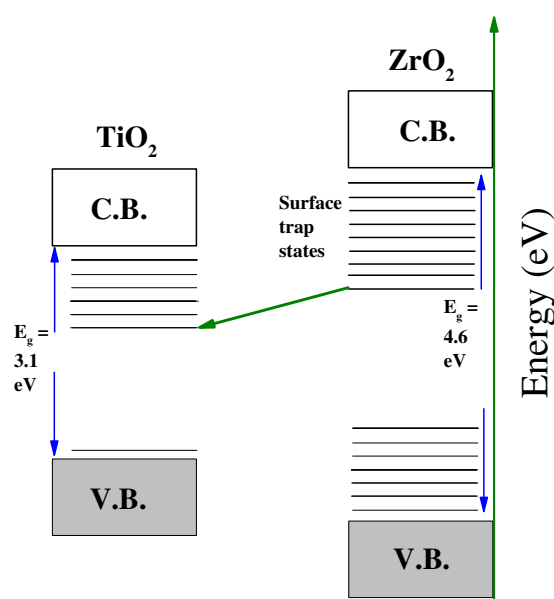 ZrO2
TiO2
C.B.
C.B.
Surface
trap
states
Eg =
3.1
eV
Eg =
4.6
eV
V.B.
V.B.
Energy (eV)